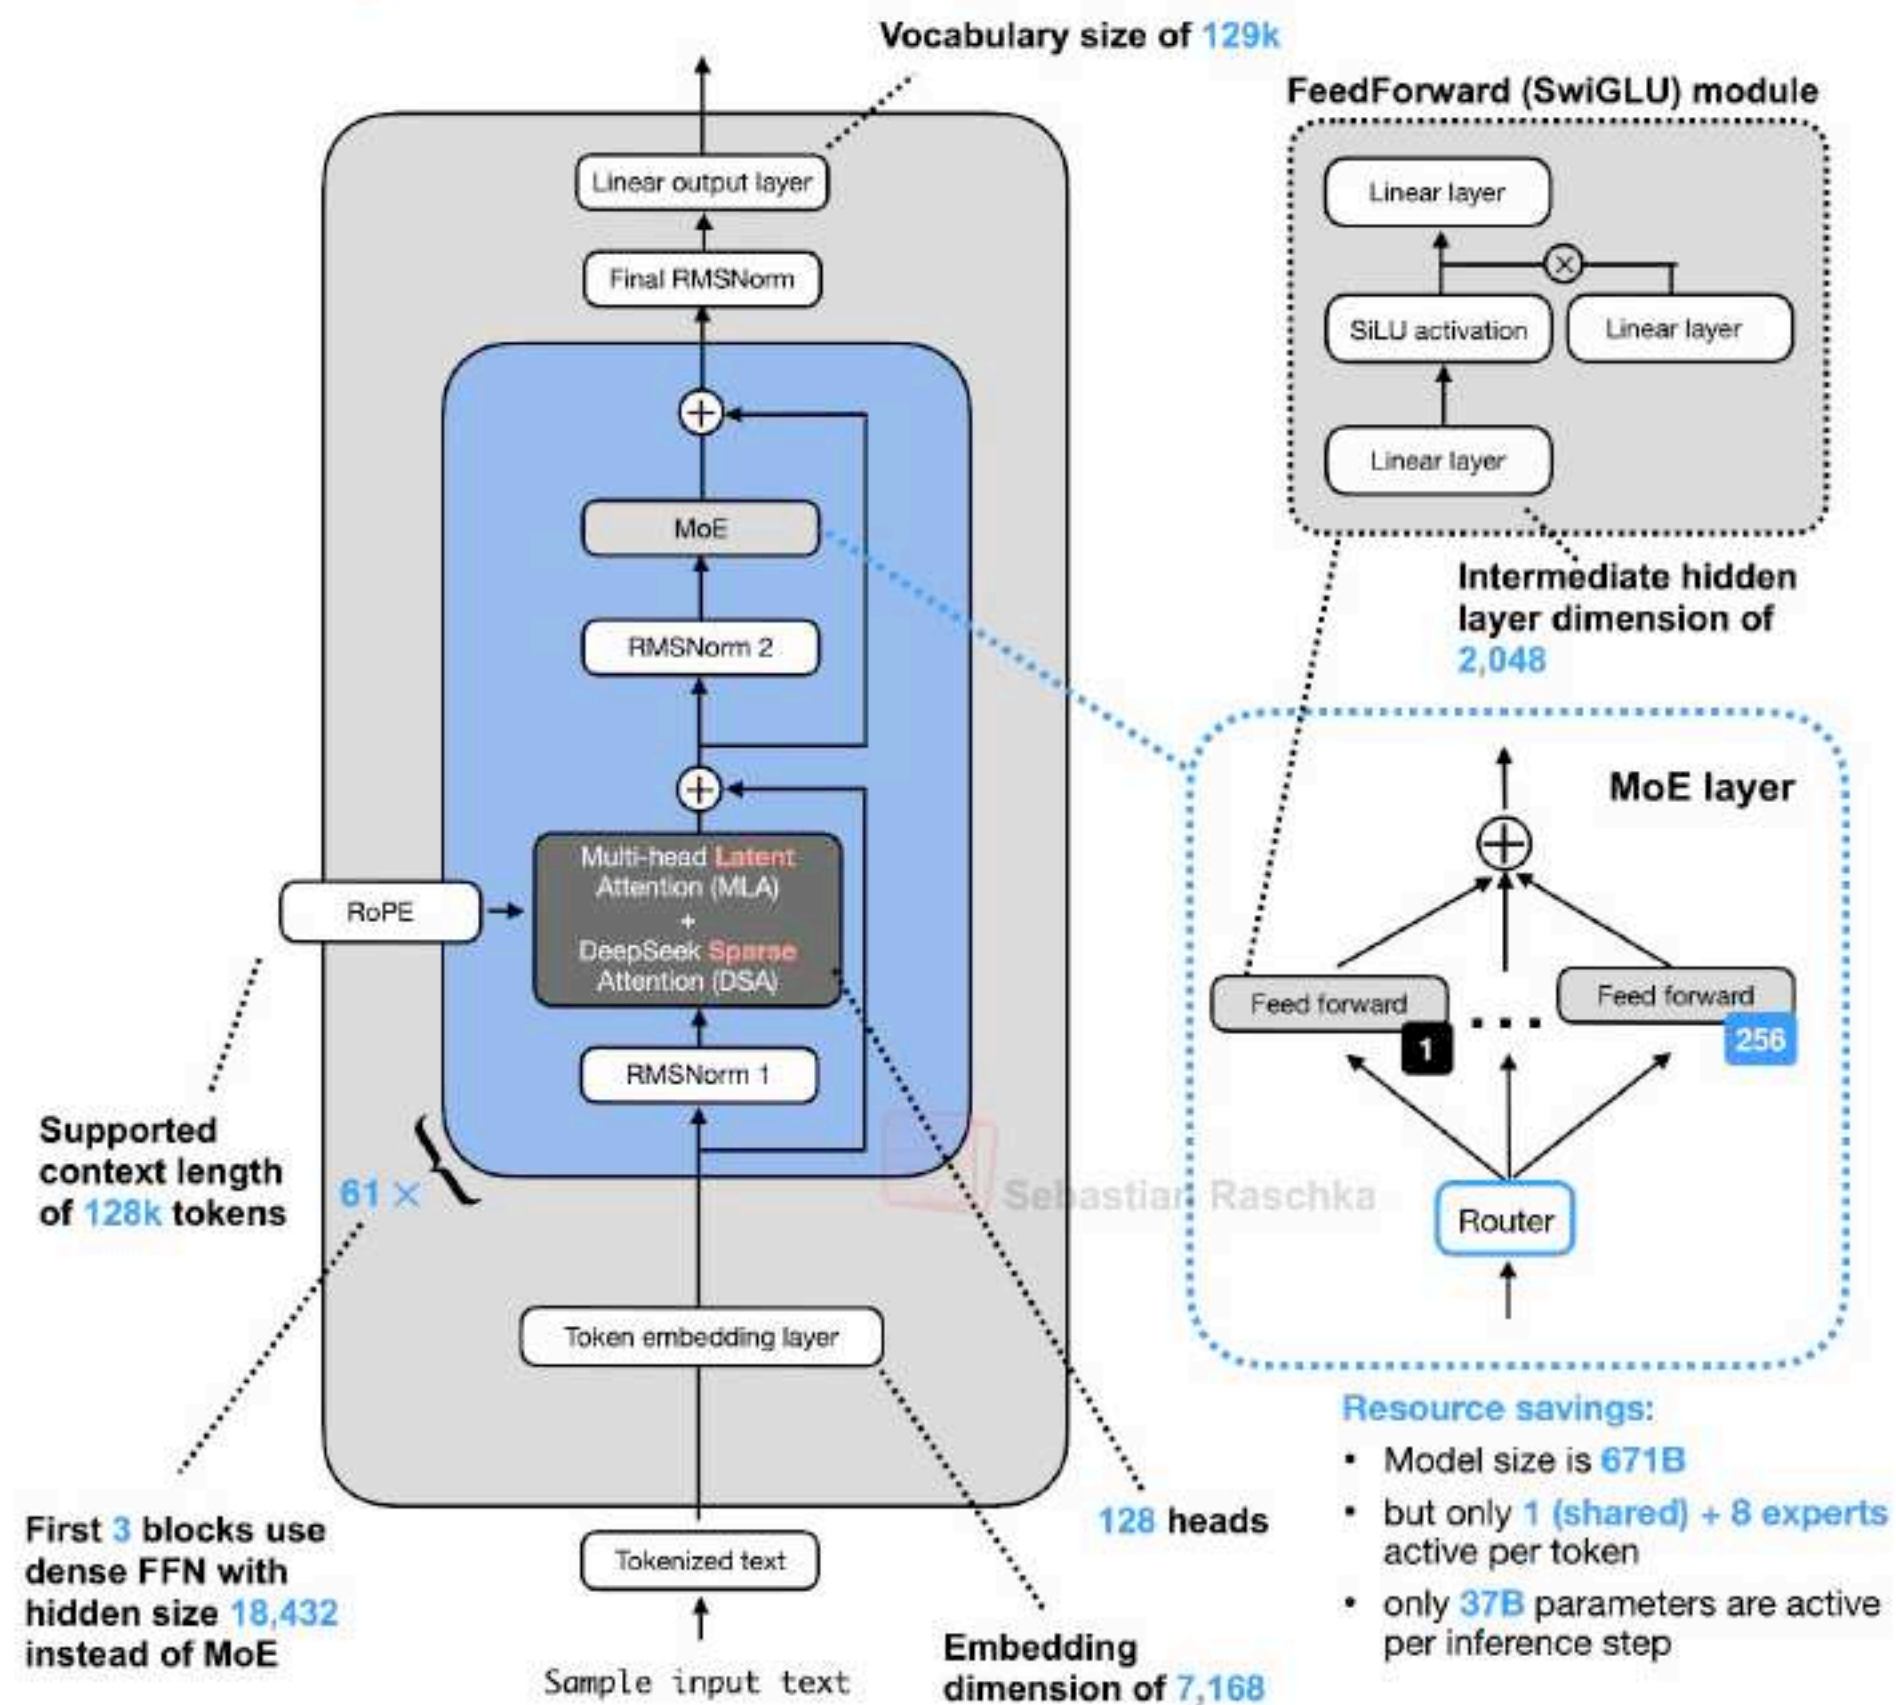 Vocabulary size of 129k
Linear output layer
Final RMSNorm
MoE
RMSNorm 2
Multi-head Latent
Attention (MLA)
+
DeepSeek Sparse
Attention (DSA)
RoPE
RMSNorm 1
Supported
context length
of 128k tokens
61 ×
Token embedding layer
First 3 blocks use
dense FFN with
hidden size 18,432
instead of MoE
Tokenized text
Sample input text
128 heads
Embedding
dimension of 7,168
FeedForward (SwiGLU) module
Linear layer
SiLU activation
Linear layer
Linear layer
Intermediate hidden
layer dimension of
2,048
MoE layer
Feed forward
1
Feed forward
256
Router
Sebastian Raschka
Resource savings:
• Model size is 671B
• but only 1 (shared) + 8 experts
active per token
• only 37B parameters are active
per inference step